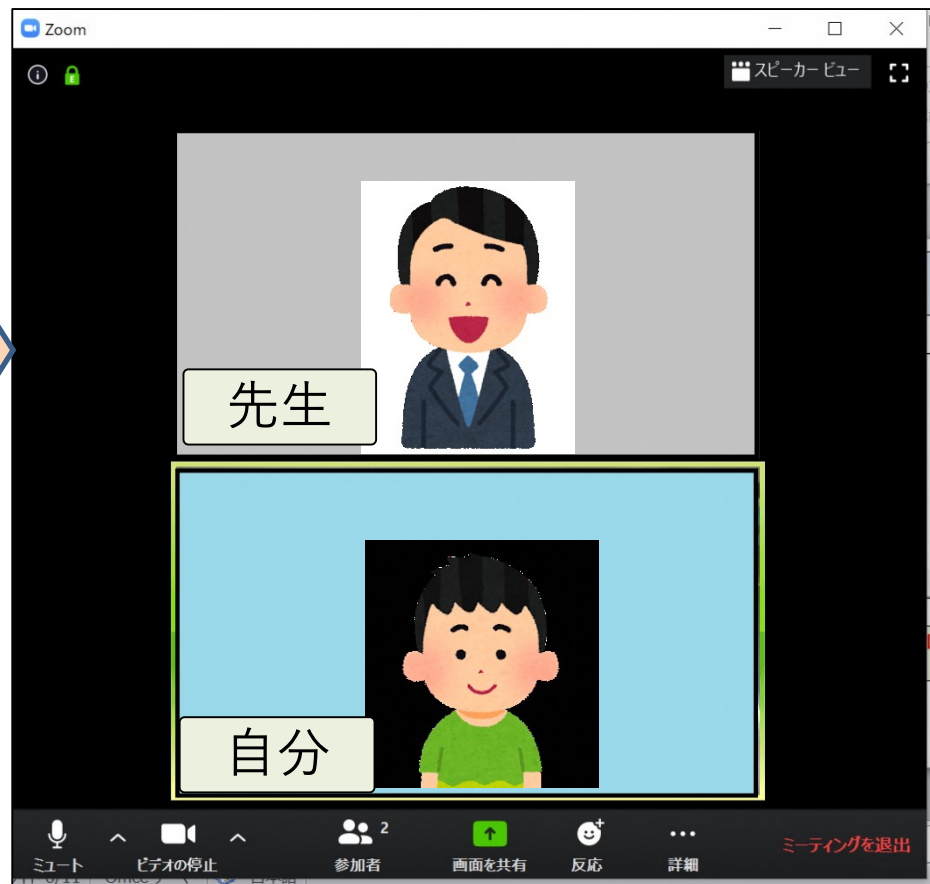 Zoom
スピーカー ビュー
先生
自分
2
ミュート
ビデオの停止
参加者
画面を共有
反応
詳細
ミーティングを退出